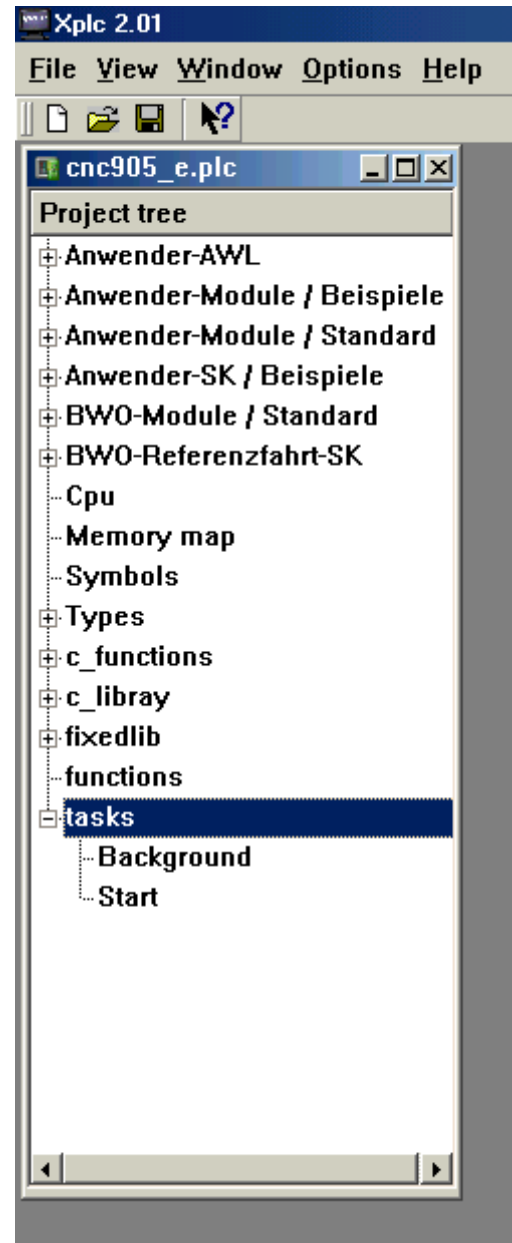 Xplc 2.01
File View Window Options Help
cnc905_e.plc
Project tree
Anwender-AWL
Anwender-Module / Beispiele
Anwender-Module / Standard
Anwender-SK / Beispiele
BWO-Module / Standard
BWO-Referenzfahrt-SK
Cpu
Memory map
Symbols
Types
c_functions
c_libray
fixedlib
functions
tasks
Background
Start